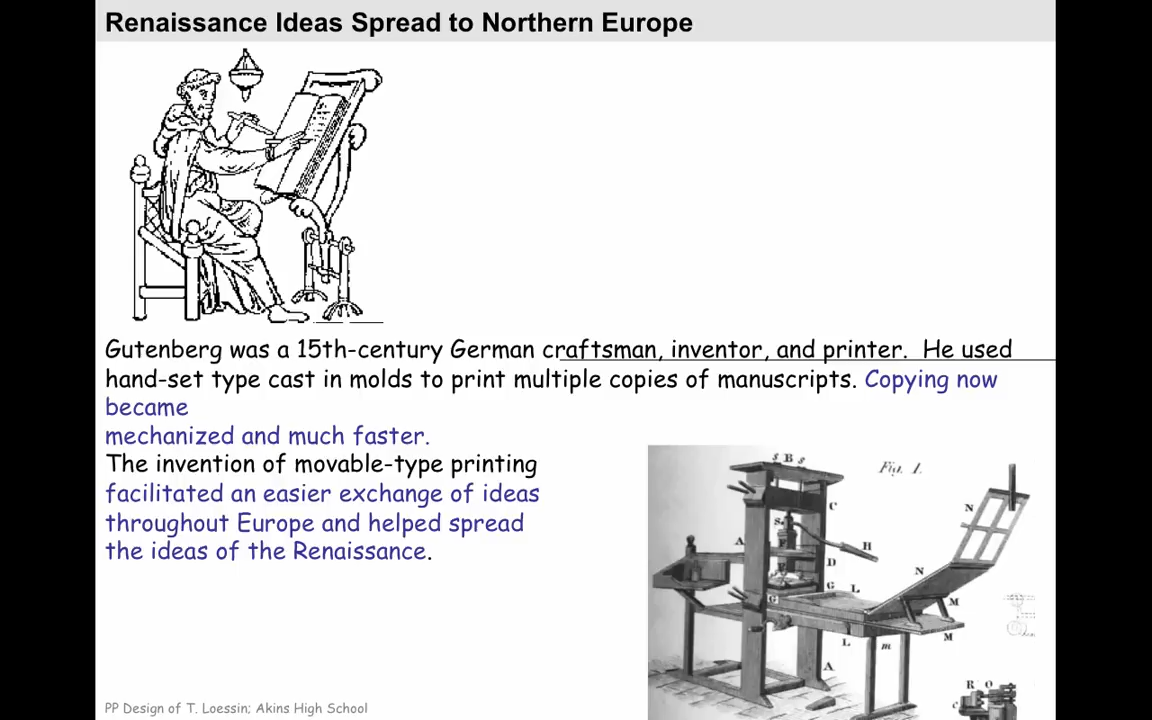 Renaissance Ideas Spread to Northern Europe
Gutenberg was a 15th-century German craftsman, inventor, and printer.  He used
hand-set type cast in molds to print multiple copies of manuscripts. Copying now
became
mechanized and much faster.
The invention of movable-type printing
facilitated an easier exchange of ideas
throughout Europe and helped spread
the ideas of the Renaissance.
s B s
Fig. 1.
C
N
A
H
D
N
G
L
G
M
M
L
m
A
R O
PP Design of T. Loessin; Akins High School